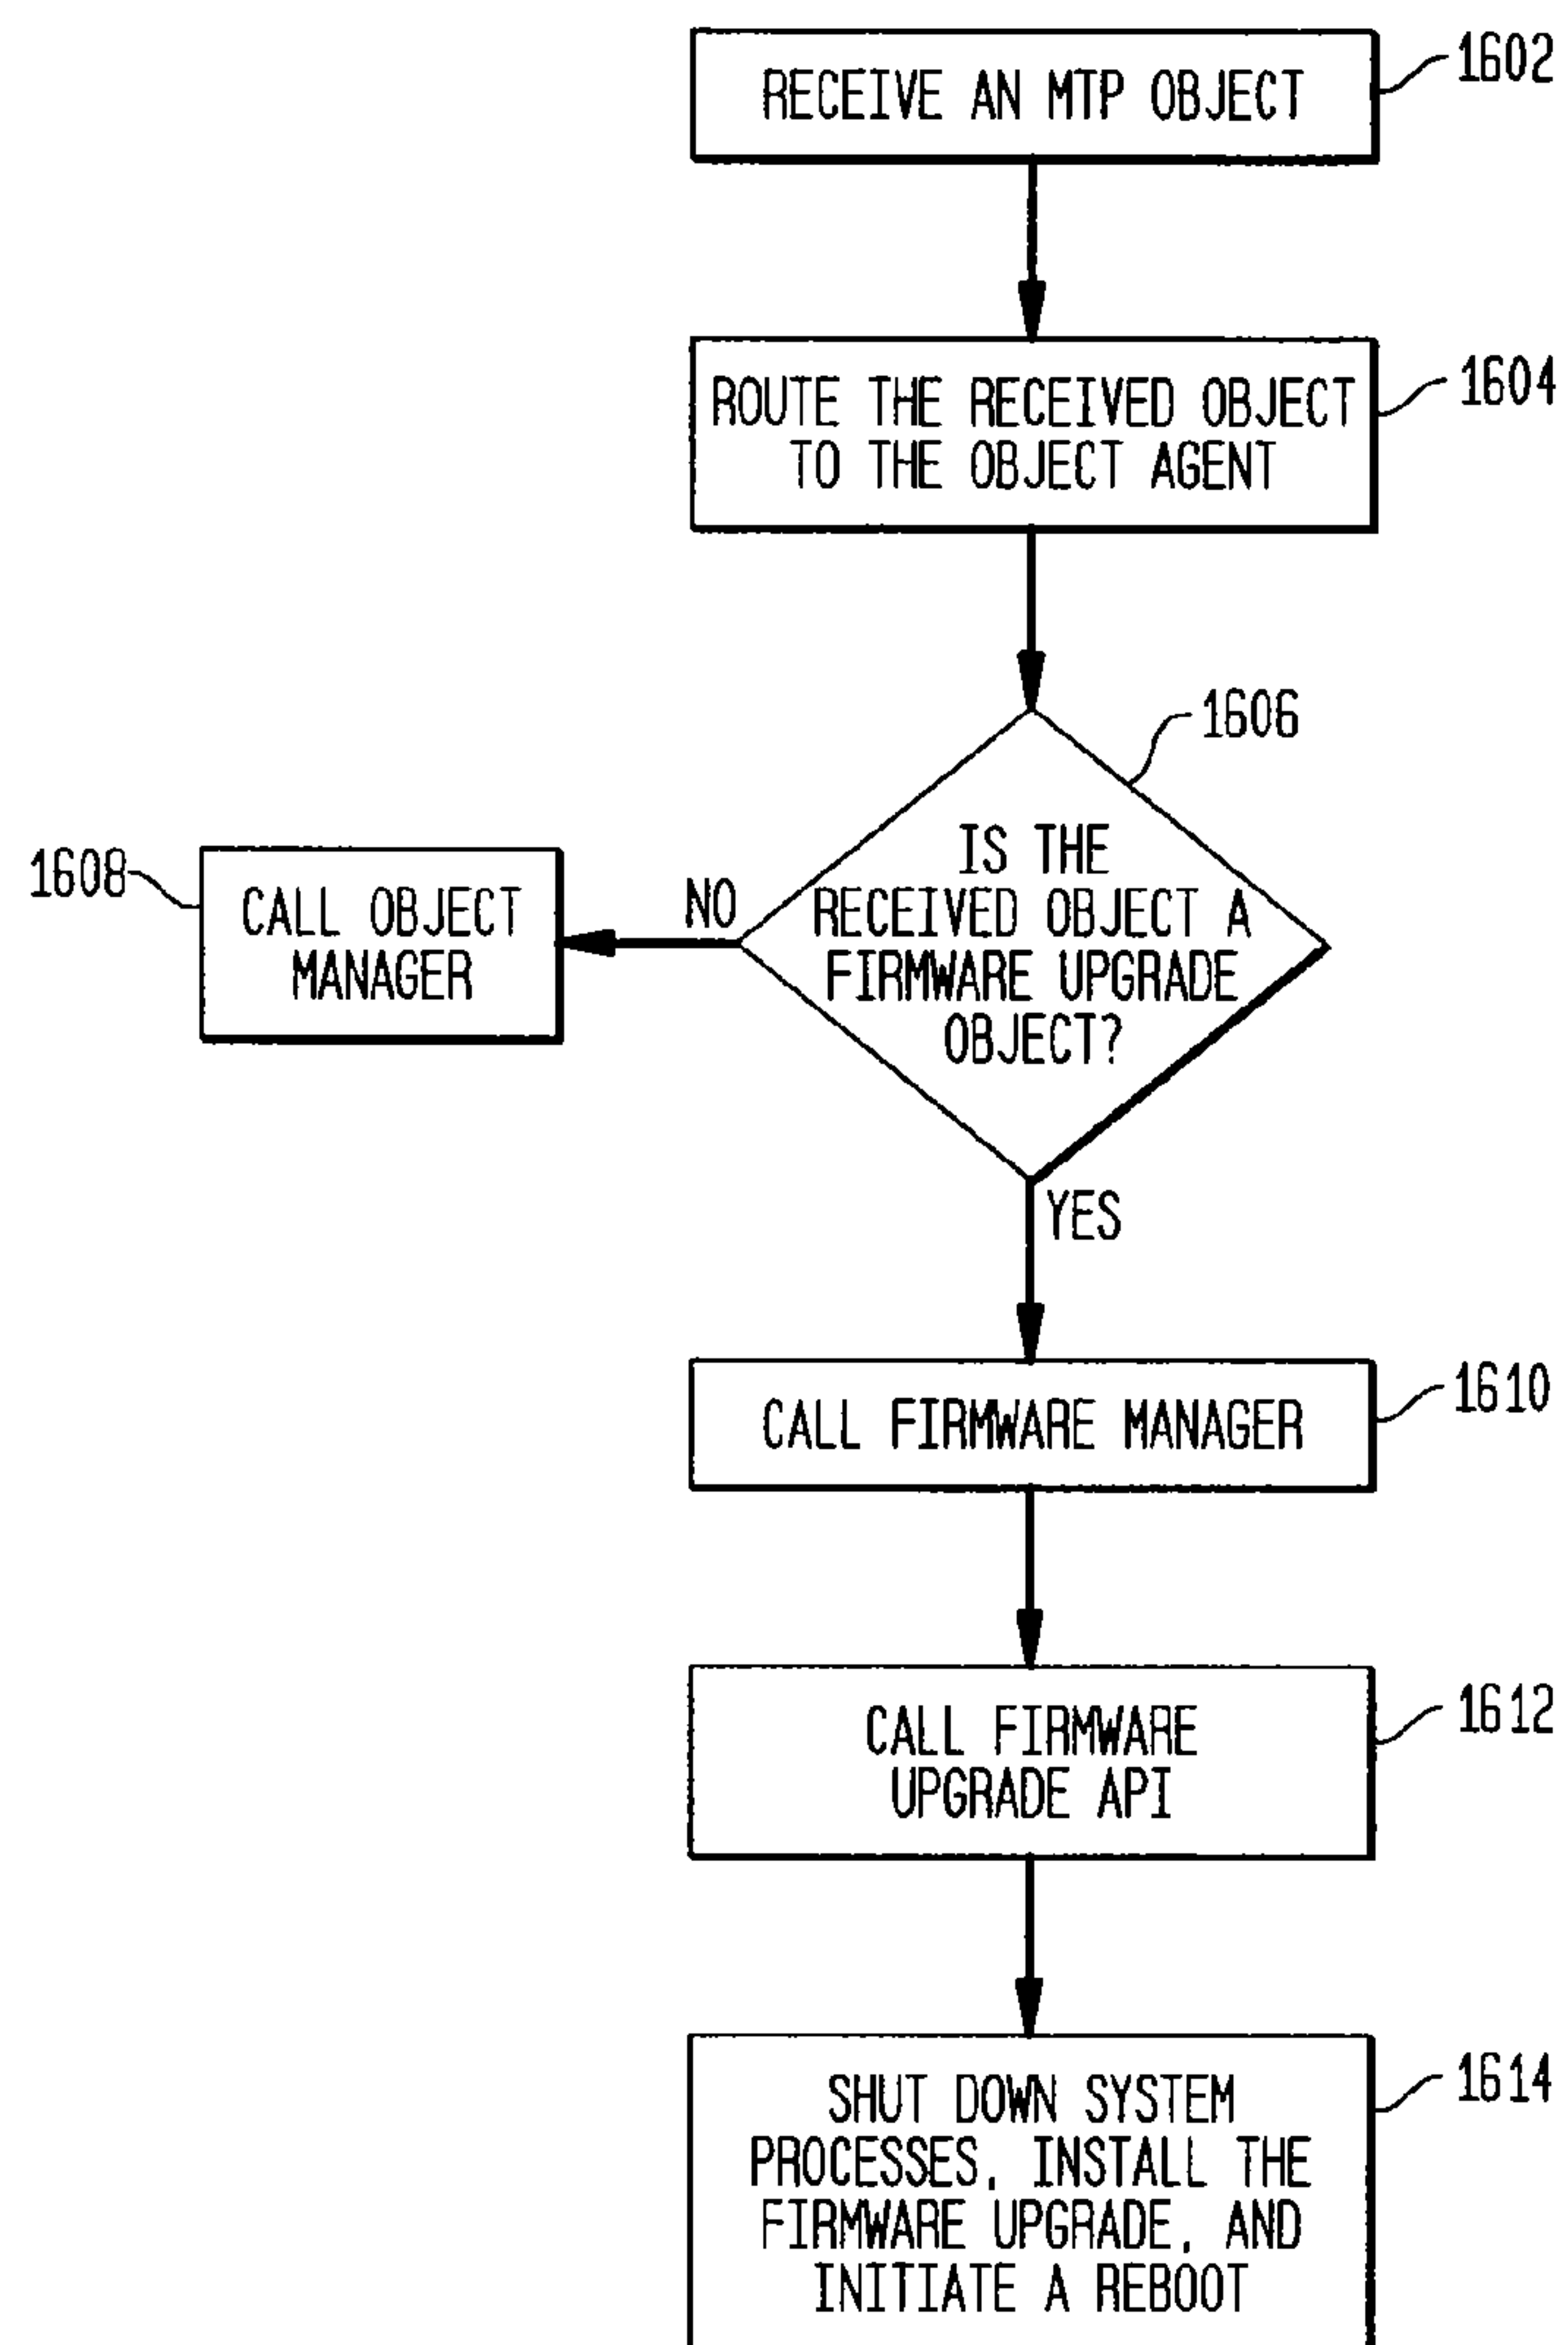 RECEIVE AN MTP OBJECT
1602
ROUTE THE RECEIVED OBJECT
TO THE OBJECT AGENT
1604
1606
IS THE
RECEIVED OBJECT A
FIRMWARE UPGRADE
OBJECT?
NO
1608
CALL OBJECT
MANAGER
YES
CALL FIRMWARE MANAGER
1610
CALL FIRMWARE
UPGRADE API
1612
SHUT DOWN SYSTEM
PROCESSES, INSTALL THE
FIRMWARE UPGRADE, AND
INITIATE A REBOOT
1614